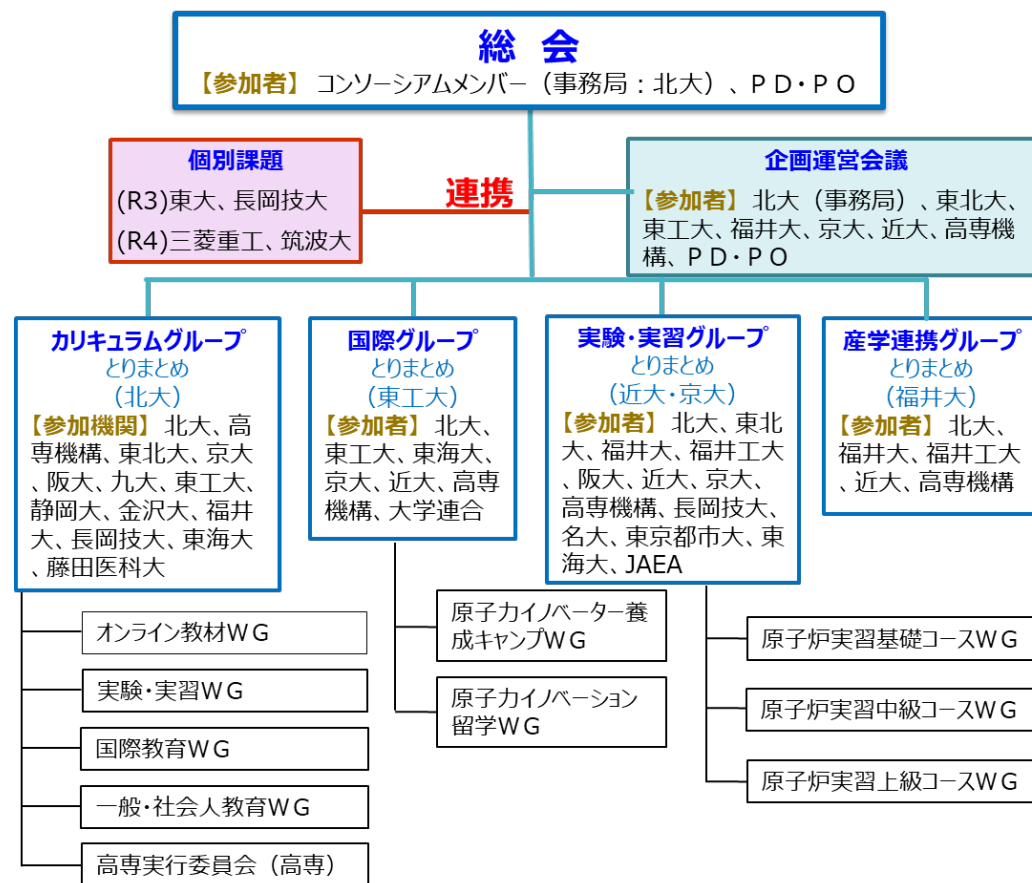 総 会
【参加者】 コンソーシアムメンバー（事務局：北大）、ＰＤ・ＰＯ
個別課題
(R3)東大、長岡技大
(R4)三菱重工、筑波大
連携
企画運営会議
【参加者】 北大（事務局）、東北大、
東工大、福井大、京大、近大、高専機
構、ＰＤ・ＰＯ
カリキュラムグループ
とりまとめ
（北大）
【参加機関】 北大、高
専機構、東北大、京大
、阪大、九大、東工大、
静岡大、金沢大、福井
大、長岡技大、東海大
、藤田医科大
国際グループ
とりまとめ
（東工大）
【参加者】 北大、
東工大、東海大、
京大、近大、高専
機構、大学連合
実験・実習グループ
とりまとめ
（近大・京大）
【参加者】 北大、東北
大、福井大、福井工大
、阪大、近大、京大、
高専機構、長岡技大、
名大、東京都市大、東
海大、JAEA
産学連携グループ
とりまとめ
（福井大）
【参加者】 北大、
福井大、福井工大
、近大、高専機構
オンライン教材ＷＧ
実験・実習ＷＧ
国際教育ＷＧ
一般・社会人教育ＷＧ
高専実行委員会（高専）
原子力イノベーター養
成キャンプＷＧ
原子力イノベーション
留学ＷＧ
原子炉実習基礎コースＷＧ
原子炉実習中級コースＷＧ
原子炉実習上級コースＷＧ